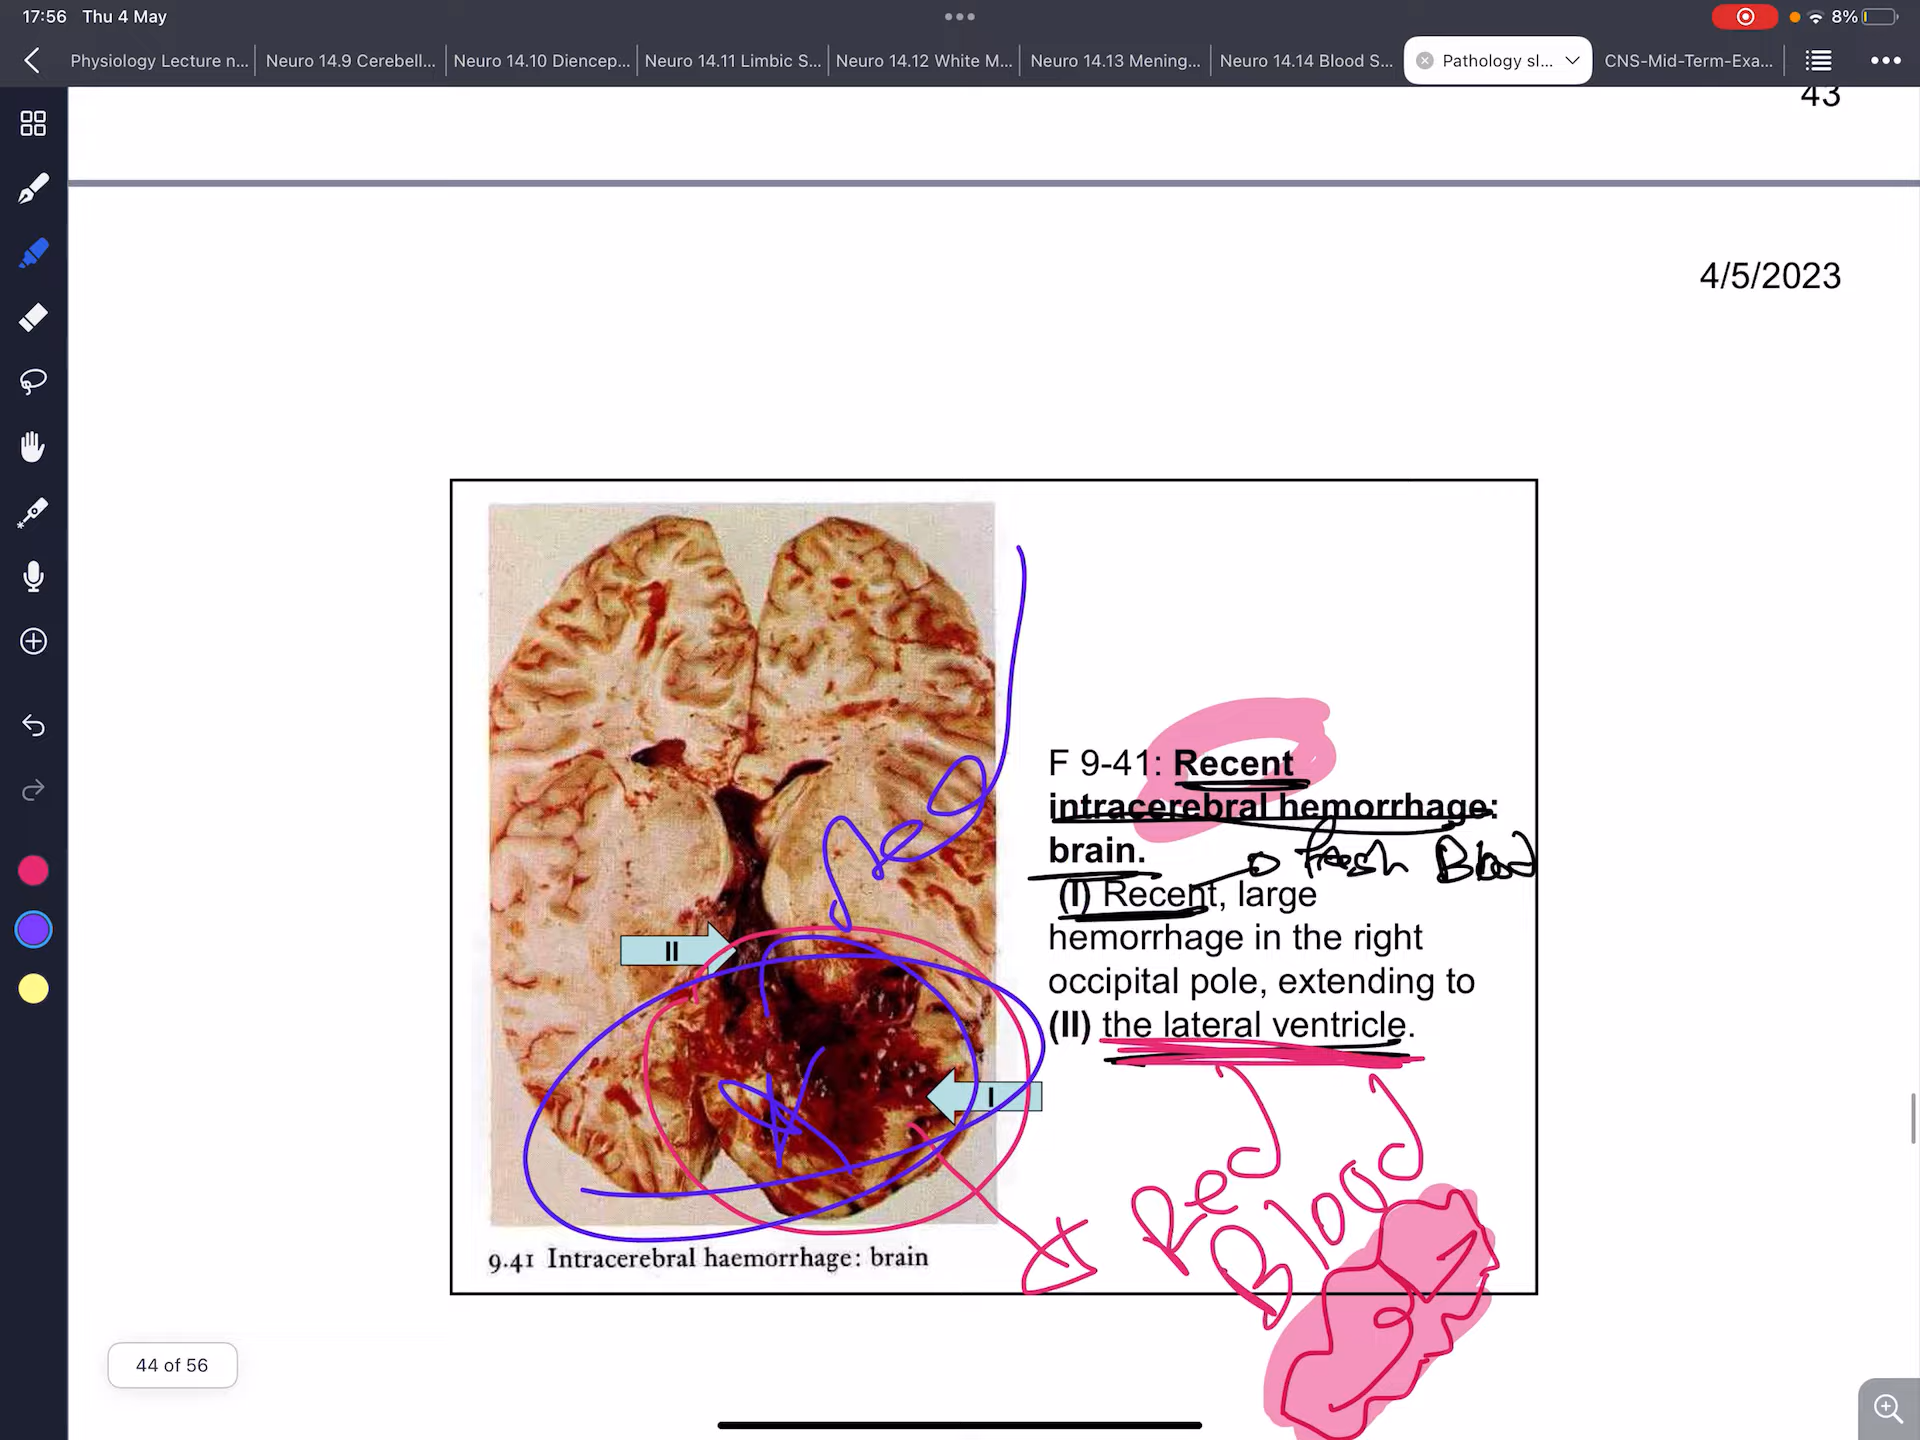 17:56 Thu 4 May
8%
Physiology Lecture n...
Neuro 14.9 Cerebell...
Neuro 14.10 Diencep...
Neuro 14.11 Limbic S...
Neuro 14.12 White M...
Neuro 14.13 Mening...
Neuro 14.14 Blood S...
Pathology sl...
CNS-Mid-Term-Exa...
43
4/5/2023
F 9-41: Recent
intracerebral hemorrhage:
brain.
fresh Blood
(I) Recent, large
hemorrhage in the right
occipital pole, extending to
(II) the lateral ventricle.
II
I
Red
Blood
9.41 Intracerebral haemorrhage: brain
44 of 56